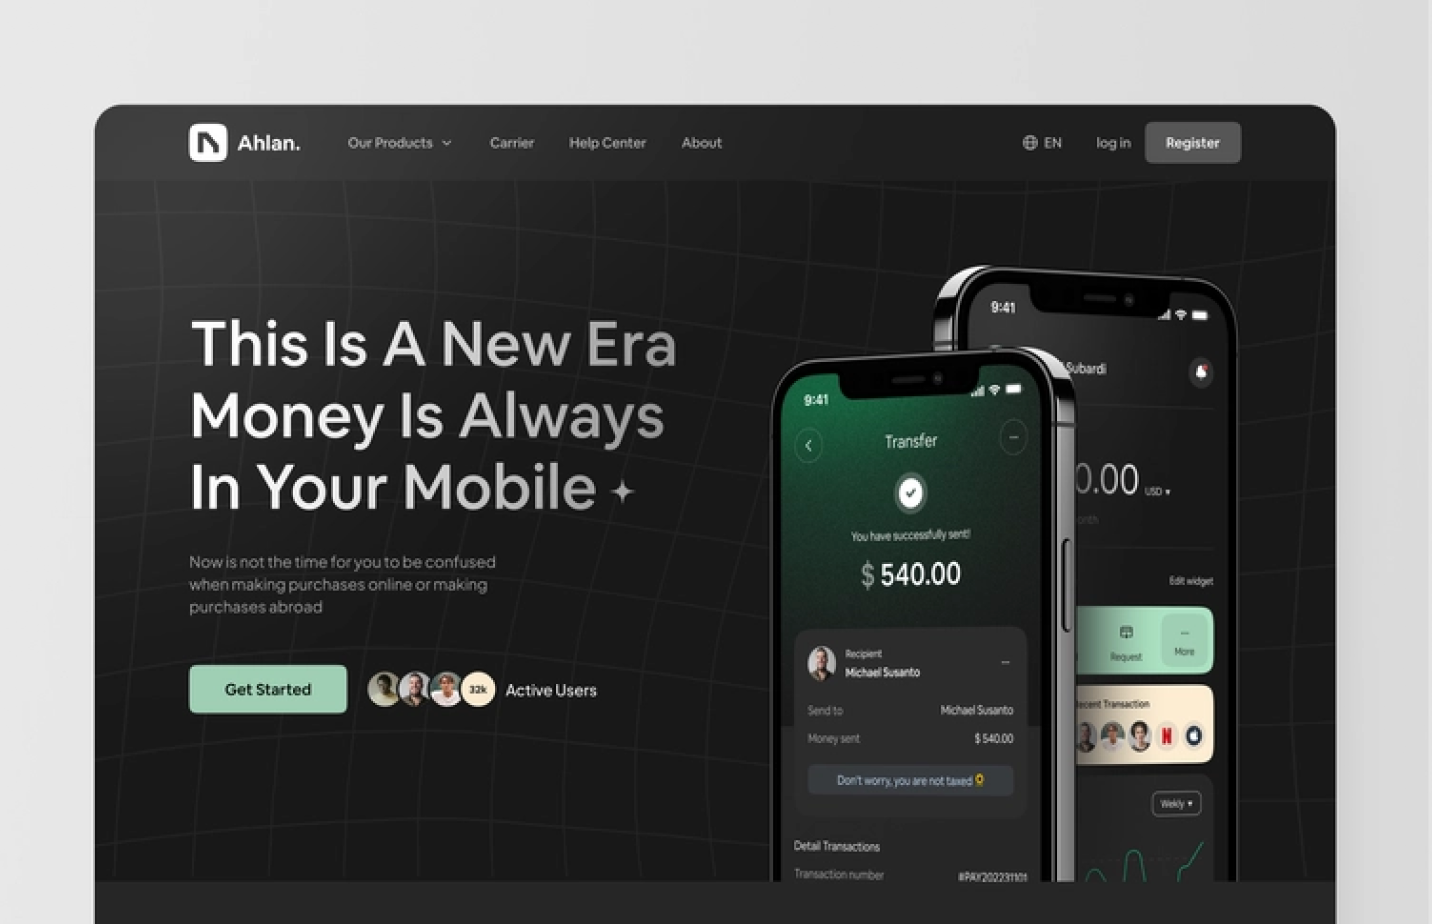 Ahlan.
Our Products
Carrier
Help Center
About
EN
log in
Register
This Is A New Era
Money Is Always
In Your Mobile
Now is not the time for you to be confused
when making purchases online or making
purchases abroad
Get Started
32k
Active Users
9:41
Transfer
You have successfully sent!
$ 540.00
Recipient
Michael Susanto
Send to
Michael Susanto
Money sent
$ 540.00
Don't worry, you are not taxed
Detail Transactions
Transaction number
#PAY202231101
9:41
Subardi
0.00
USD
Edit widget
Request
More
Transaction
Wekly